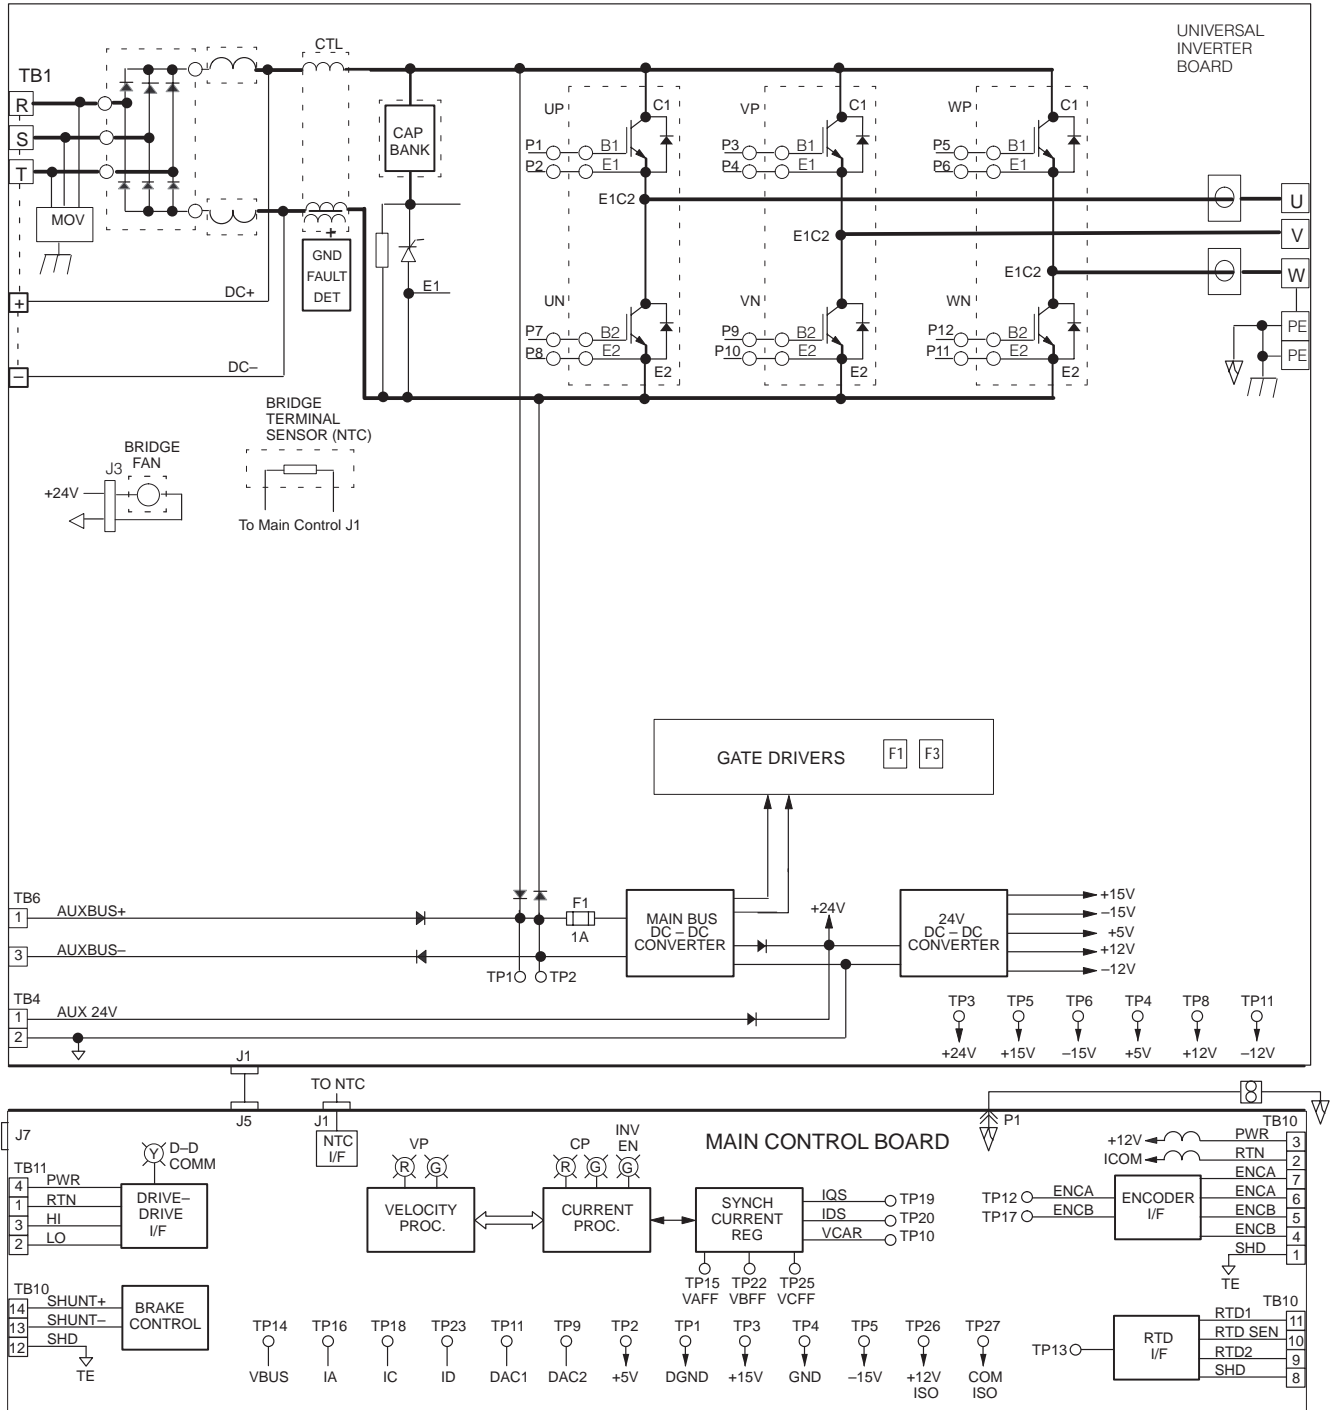 UNIVERSAL
INVERTER
BOARD
CTL
TB1
R
S
T
MOV
CAP
BANK
GND
FAULT
DET
+
DC+
−
DC−
E1
UP
C1
P1
B1
P2
E1
E1C2
UN
P7
B2
P8
E2
E2
VP
C1
P3
B1
P4
E1
E1C2
VN
P9
B2
P10
E2
E2
WP
C1
P5
B1
P6
E1
E1C2
WN
P12
B2
P11
E2
E2
U
V
W
PE
PE
BRIDGE
FAN
J3
+24V
BRIDGE
TERMINAL
SENSOR (NTC)
To Main Control J1
GATE DRIVERS
F1
F3
TB6
1
AUXBUS+
3
AUXBUS−
F1
1A
TP1
TP2
MAIN BUS
DC – DC
CONVERTER
+24V
24V
DC – DC
CONVERTER
+15V
−15V
+5V
+12V
−12V
TB4
1
AUX 24V
2
TP3 TP5 TP6 TP4 TP8 TP11
+24V +15V −15V +5V +12V −12V
J1
J5
TO NTC
J1
NTC
I/F
P1
MAIN CONTROL BOARD
J7
Y
D–D
COMM
TB11
4
PWR
1
RTN
3
HI
2
LO
DRIVE–
DRIVE
I/F
VP
R G
VELOCITY
PROC.
CP
INV
EN
R G G
CURRENT
PROC.
SYNCH
CURRENT
REG
IQS
TP19
IDS
TP20
VCAR
TP10
TP15 TP22 TP25
VAFF VBFF VCFF
TB10
+12V
PWR
3
ICOM
RTN
2
ENCA
7
TP12
ENCA
ENCA
6
TP17
ENCB
ENCB
5
ENCODER
I/F
ENCB
4
SHD
1
TE
TB10
14
SHUNT+
13
SHUNT−
12
SHD
TE
BRAKE
CONTROL
TP14 TP16 TP18 TP23 TP11 TP9 TP2 TP1 TP3 TP4 TP5 TP26 TP27
VBUS IA IC ID DAC1 DAC2 +5V DGND +15V GND −15V +12V COM
ISO ISO
TP13
RTD
I/F
TB10
RTD1
11
RTD SEN
10
RTD2
9
SHD
8